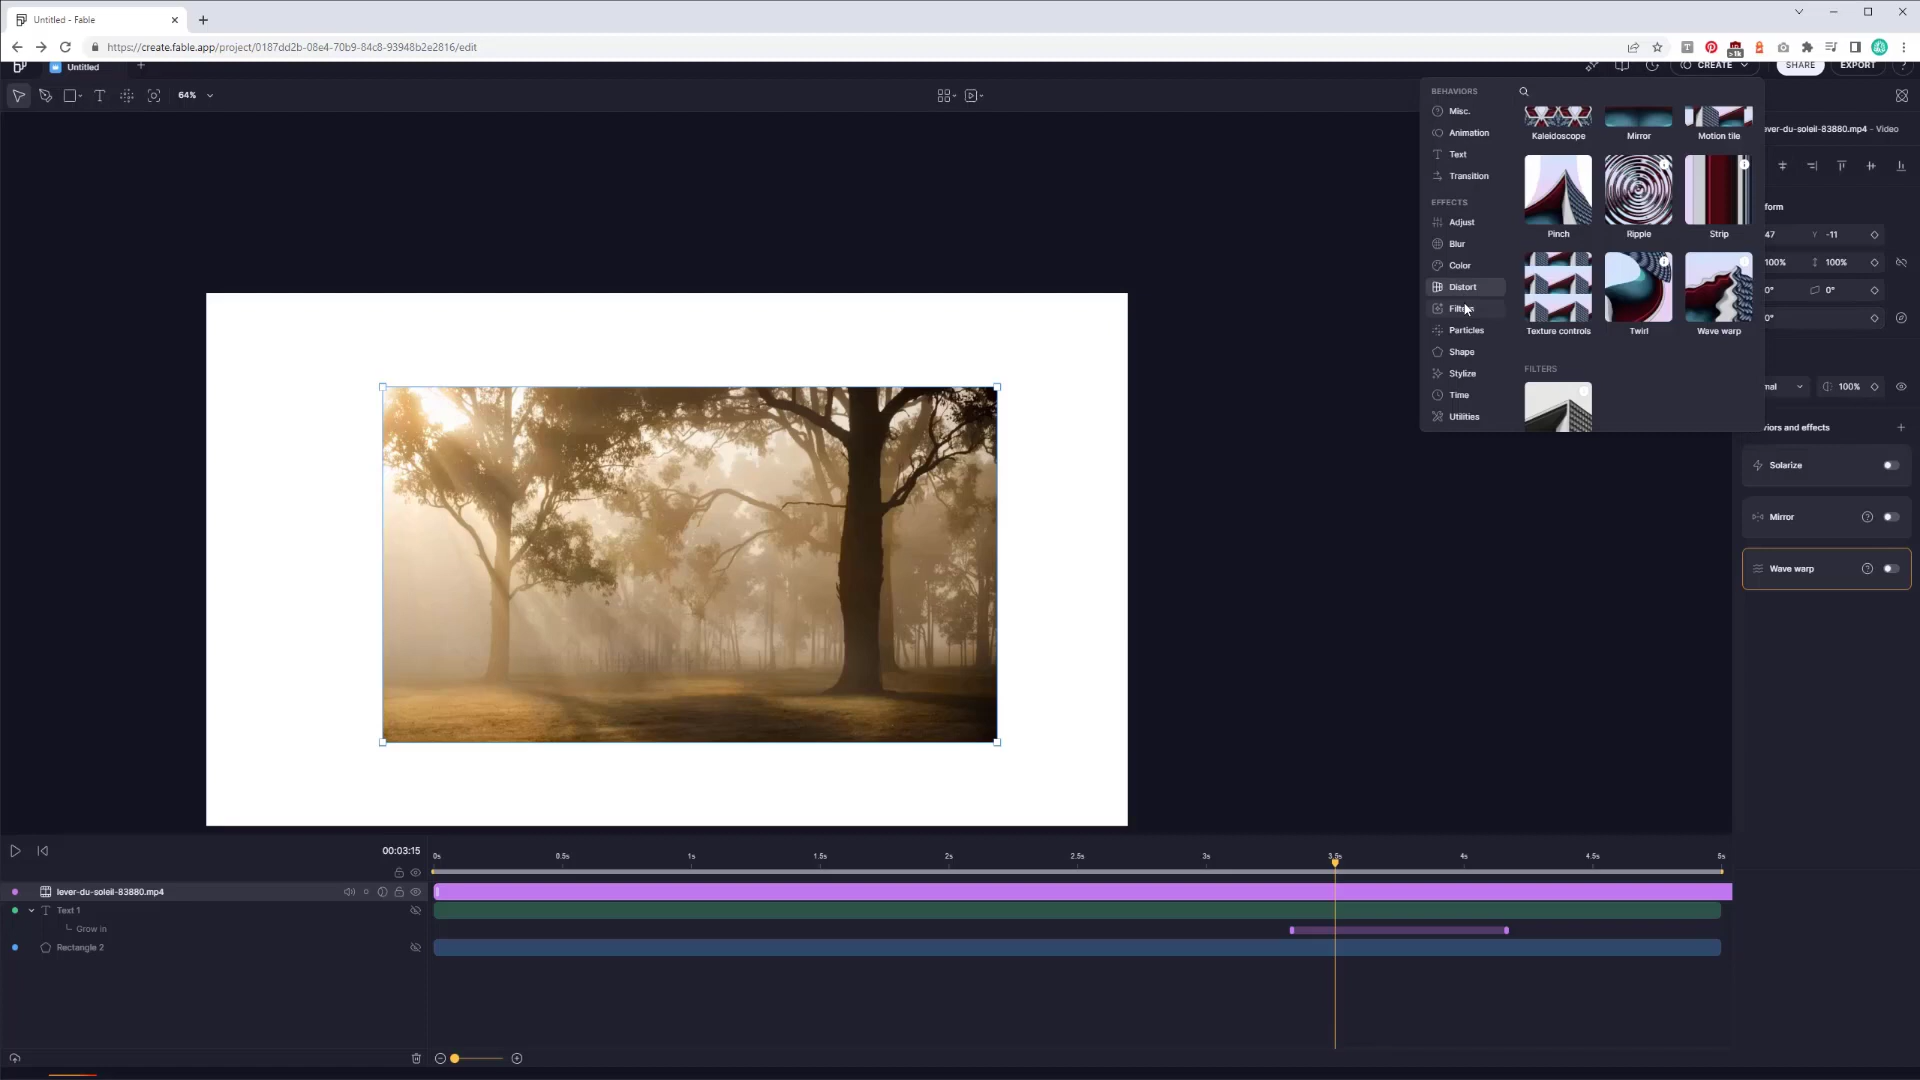 Untitled - Fable
https://create.fable.app/project/0187dd2b-08e4-70b9-84c8-93948b2e2816/edit
Untitled
CREATE
SHARE
EXPORT
64%
BEHAVIORS
Misc.
Animation
Text
Transition
EFFECTS
Adjust
Blur
Color
Distort
Filters
Particles
Shape
Stylize
Time
Utilities
Kaleidoscope
Mirror
Motion tile
Pinch
Ripple
Strip
Texture controls
Twirl
Wave warp
FILTERS
ever-du-soleil-83880.mp4 - Video
form
47
Y -11
100%
100%
0°
0°
0°
mal
100%
iors and effects
Solarize
Mirror
Wave warp
00:03:15
0s 0.5s 1s 1.5s 2s 2.5s 3s 3.5s 4s 4.5s 5s
lever-du-soleil-83880.mp4
Text 1
Grow in
Rectangle 2